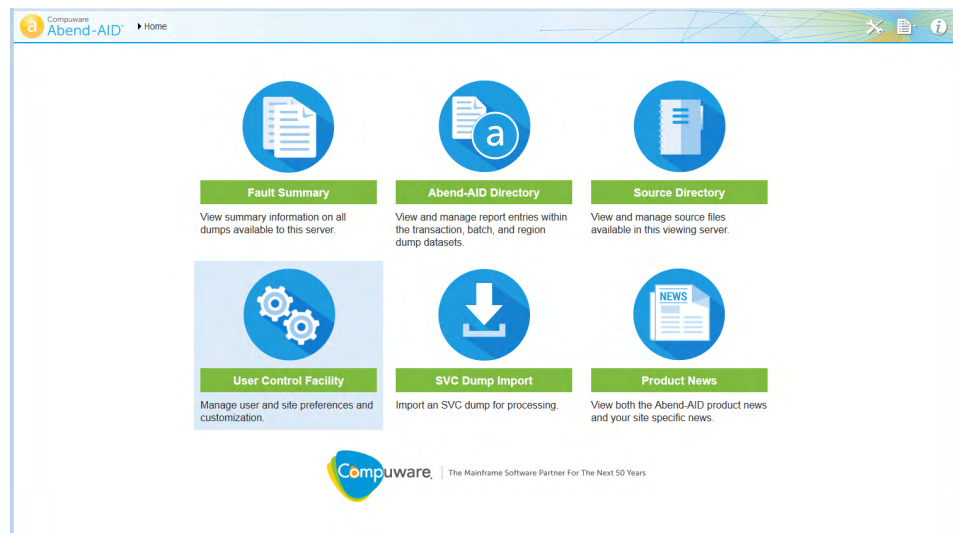 Compuware
Abend-AID
Home
a
Fault Summary
Abend-AID Directory
Source Directory
View summary information on all
dumps available to this server.
View and manage report entries within
the transaction, batch, and region
dump datasets.
View and manage source files
available in this viewing server.
NEWS
User Control Facility
SVC Dump Import
Product News
Manage user and site preferences and
customization.
Import an SVC dump for processing.
View both the Abend-AID product news
and your site specific news.
Compuware
The Mainframe Software Partner For The Next 50 Years